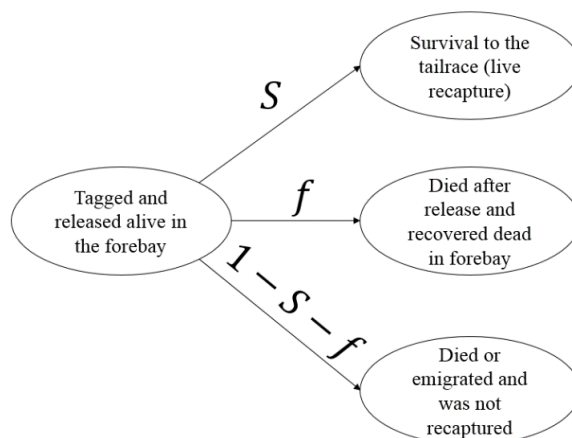 Survival to the
tailrace (live
recapture)
S
Tagged and
released alive in
the forebay
f
Died after
release and
recovered dead
in forebay
1 − S − f
Died or
emigrated and
was not
recaptured